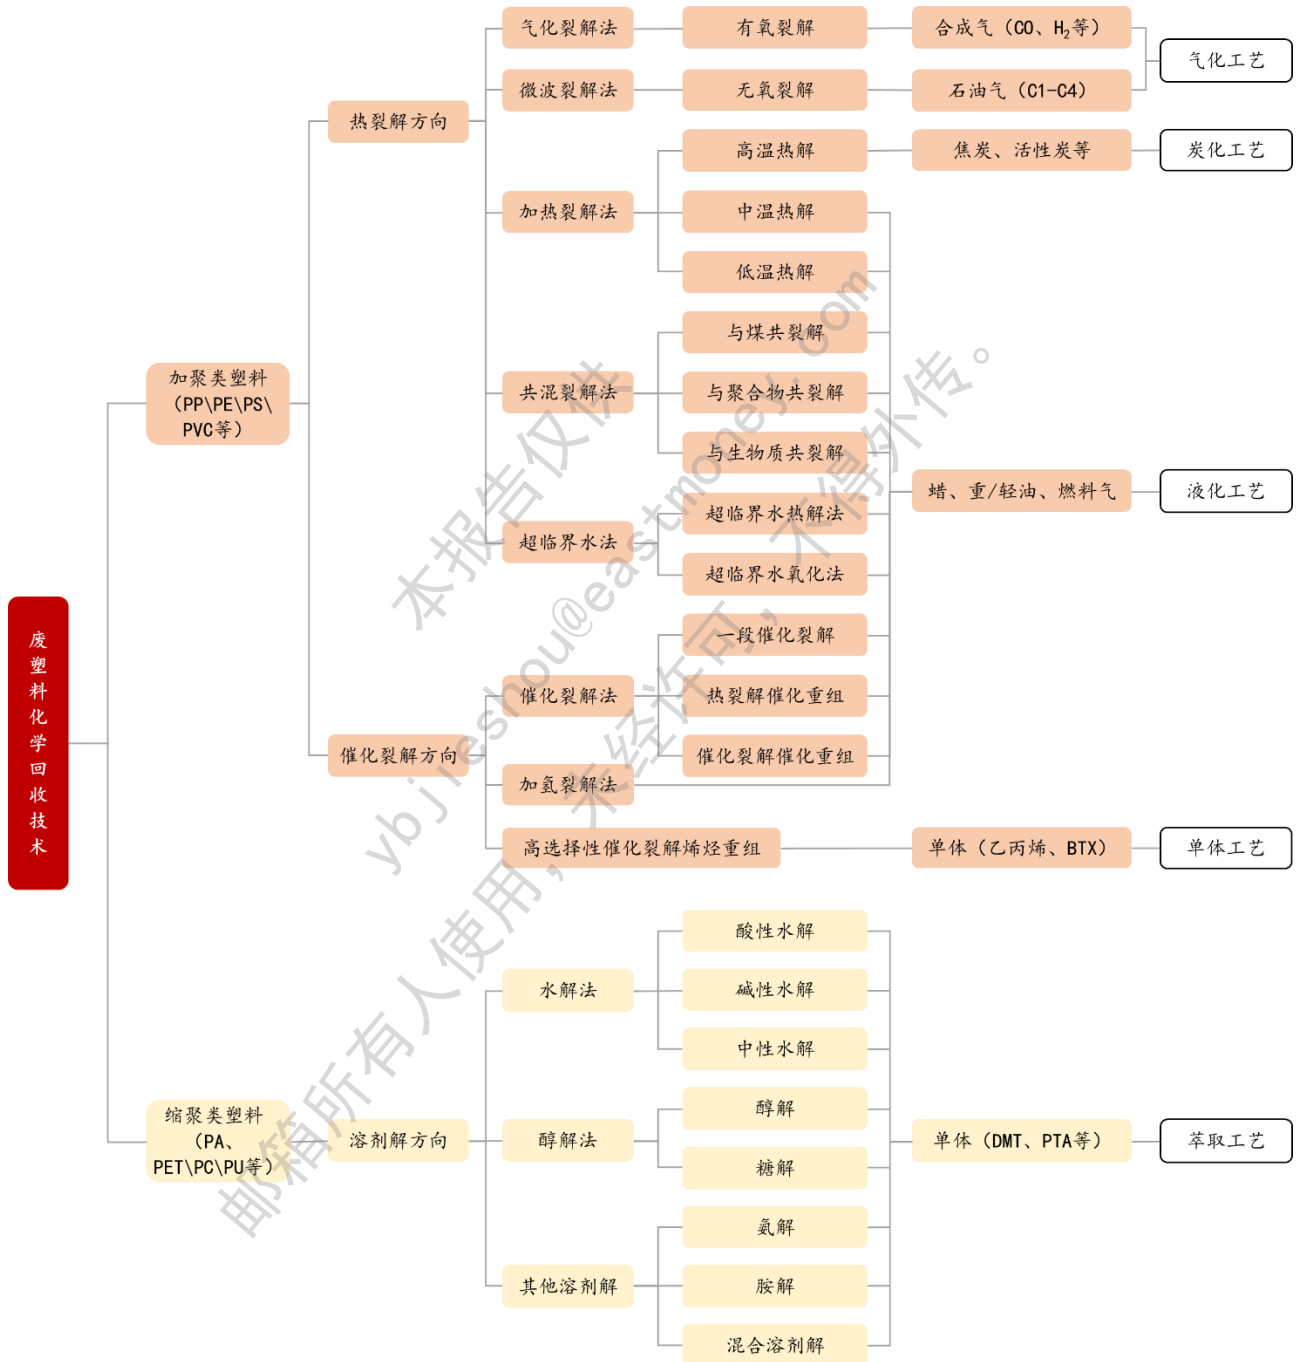 废塑料化学回收技术
加聚类塑料
（PP\PE\PS\
PVC等）
热裂解方向
气化裂解法
有氧裂解
合成气（CO、H₂等）
气化工艺
微波裂解法
无氧裂解
石油气（C1-C4）
加热裂解法
高温热解
焦炭、活性炭等
炭化工艺
中温热解
低温热解
共混裂解法
与煤共裂解
与聚合物共裂解
与生物质共裂解
超临界水法
超临界水热解法
超临界水氧化法
蜡、重/轻油、燃料气
液化工艺
催化裂解方向
催化裂解法
一段催化裂解
热裂解催化重组
催化裂解催化重组
加氢裂解法
高选择性催化裂解烯烃重组
单体（乙丙烯、BTX）
单体工艺
缩聚类塑料
（PA、
PET\PC\PU等）
溶剂解方向
水解法
酸性水解
碱性水解
中性水解
醇解法
醇解
糖解
其他溶剂解
氨解
胺解
混合溶剂解
单体（DMT、PTA等）
萃取工艺
本报告仅供
ybjieshou@eastmoney.com
邮箱所有人使用，未经许可，不得外传。